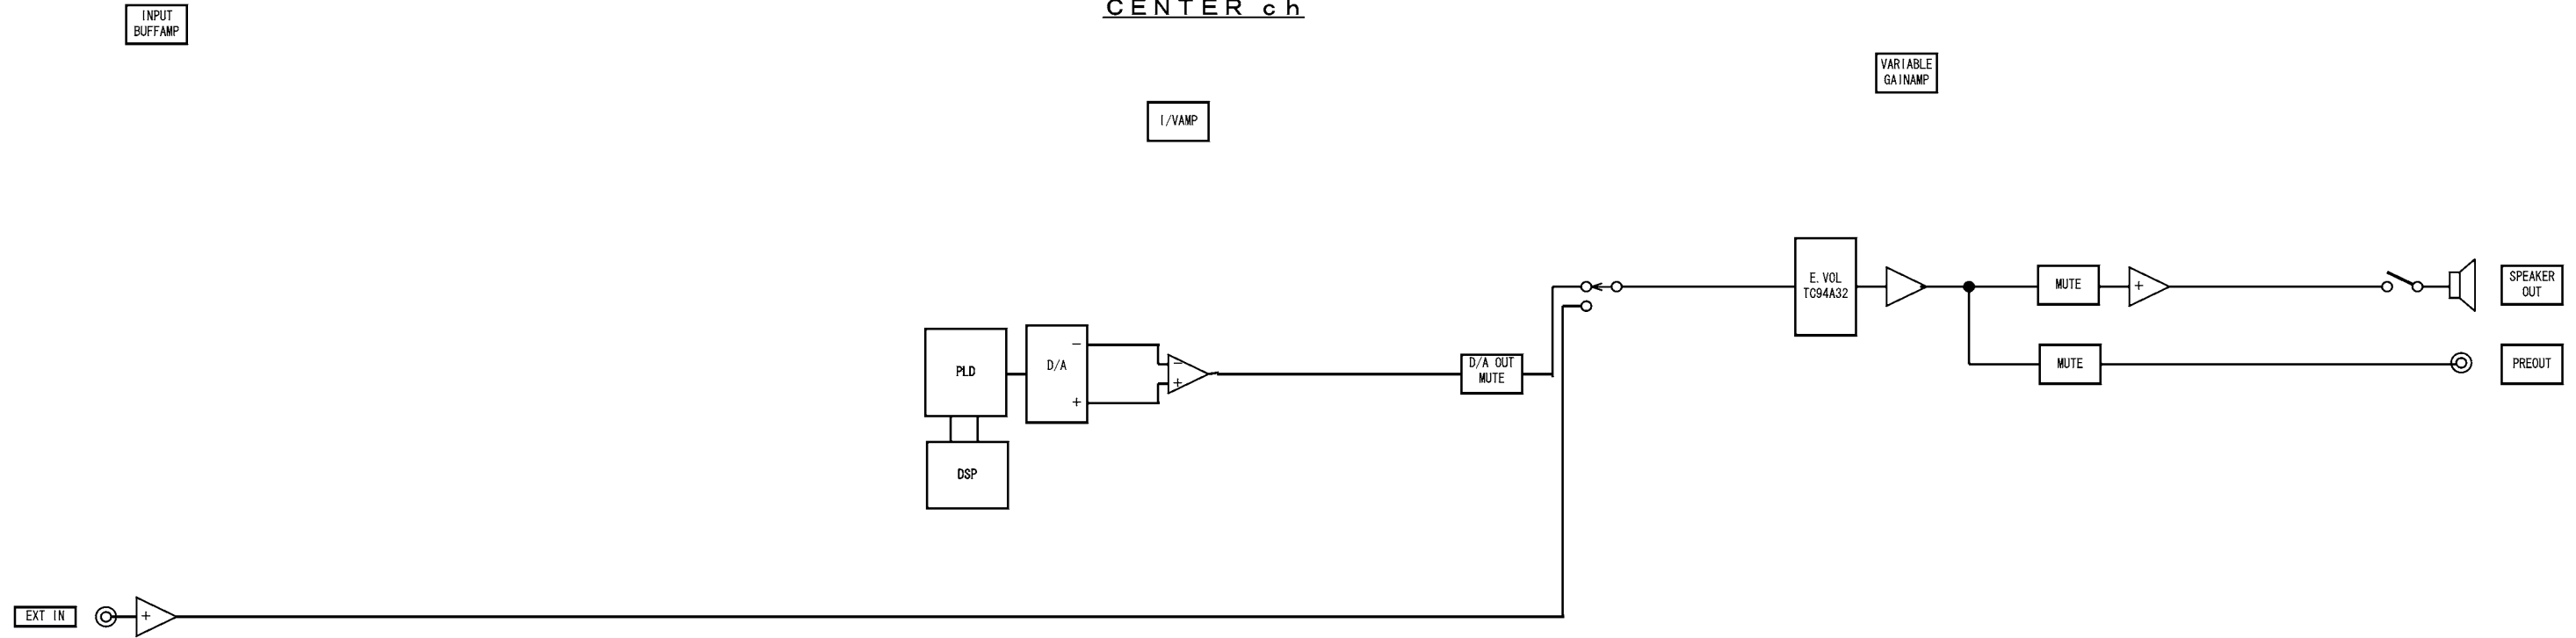 CENTER ch
INPUT
BUFFAMP
VARIABLE
GAINAMP
I/VAMP
E.VOL
TC94A32
MUTE
+
SPEAKER
OUT
PLD
D/A
−
+
−
+
D/A OUT
MUTE
MUTE
PREOUT
DSP
EXT IN
+